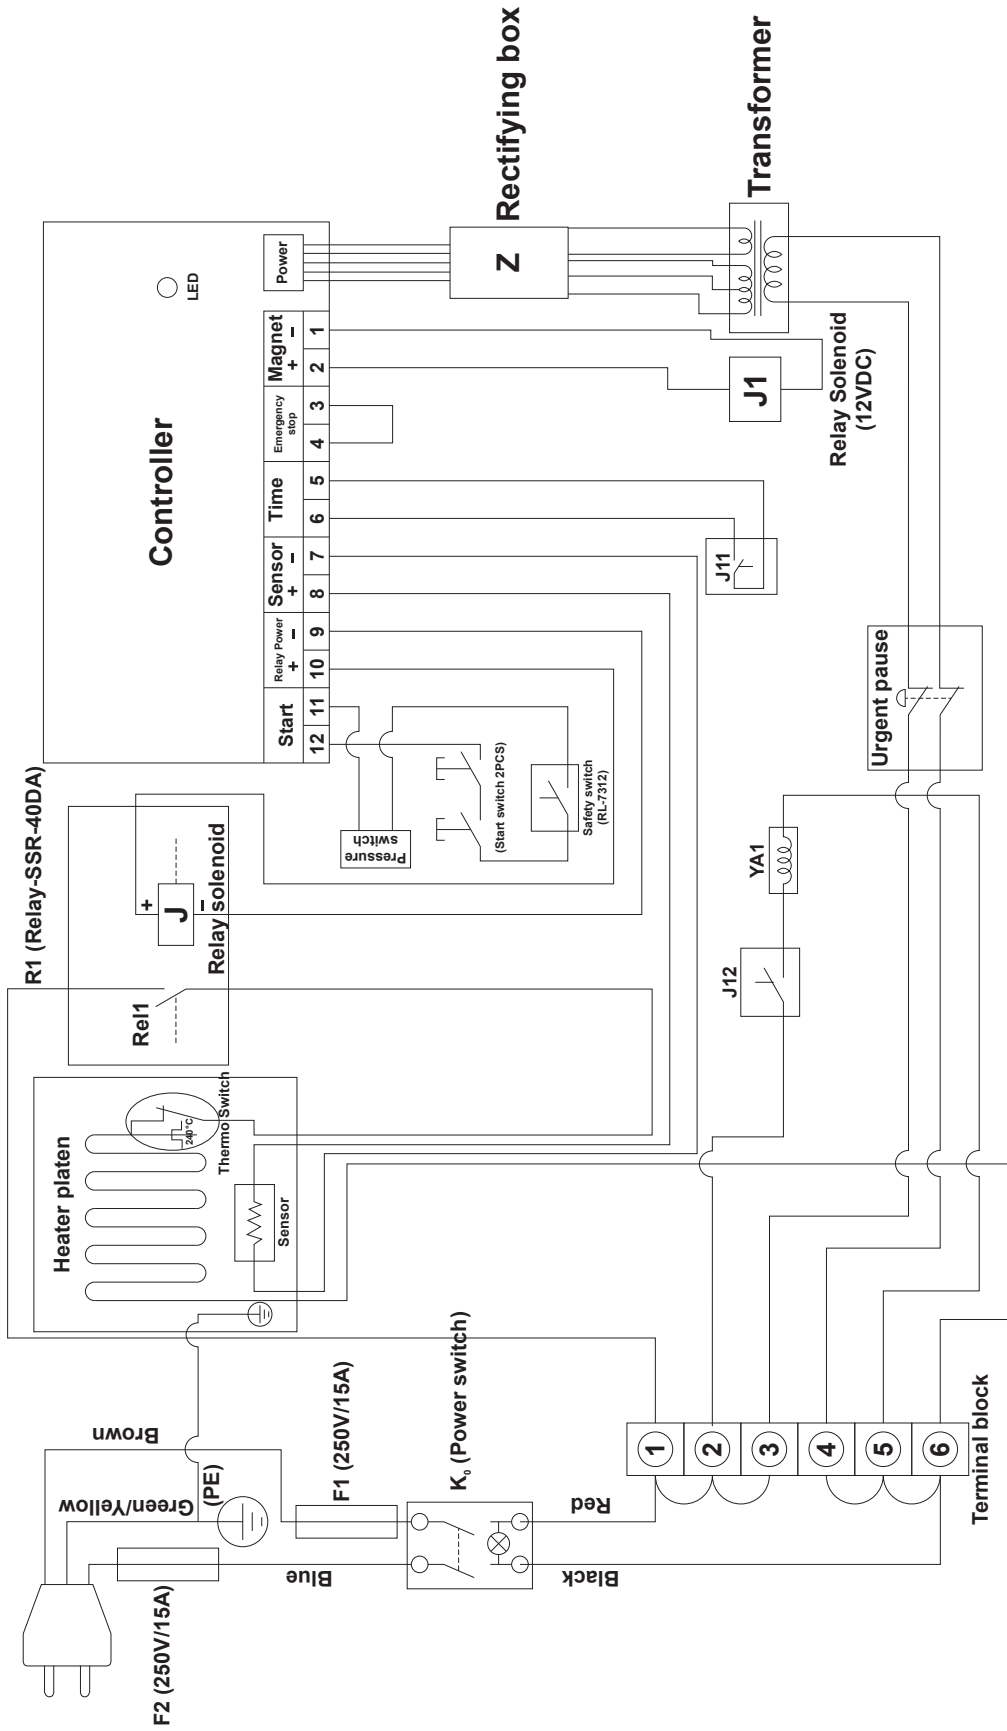 Controller
LED
Power
Magnet
+ −
Emergency
stop
Time
Sensor
+ −
Relay Power
+ −
Start
1
2
3
4
5
6
7
8
9
10
11
12
Z
Rectifying box
Transformer
J1
Relay Solenoid
(12VDC)
J11
Urgent pause
R1 (Relay-SSR-40DA)
+
J
−
Relay solenoid
Rel1
Pressure
switch
(Start switch 2PCS)
Safety switch
(RL-7312)
YA1
J12
Heater platen
240°C
Thermo Switch
Sensor
Brown
Green/Yellow
(PE)
Blue
F2 (250V/15A)
F1 (250V/15A)
K0 (Power switch)
Red
Black
1
2
3
4
5
6
Terminal block